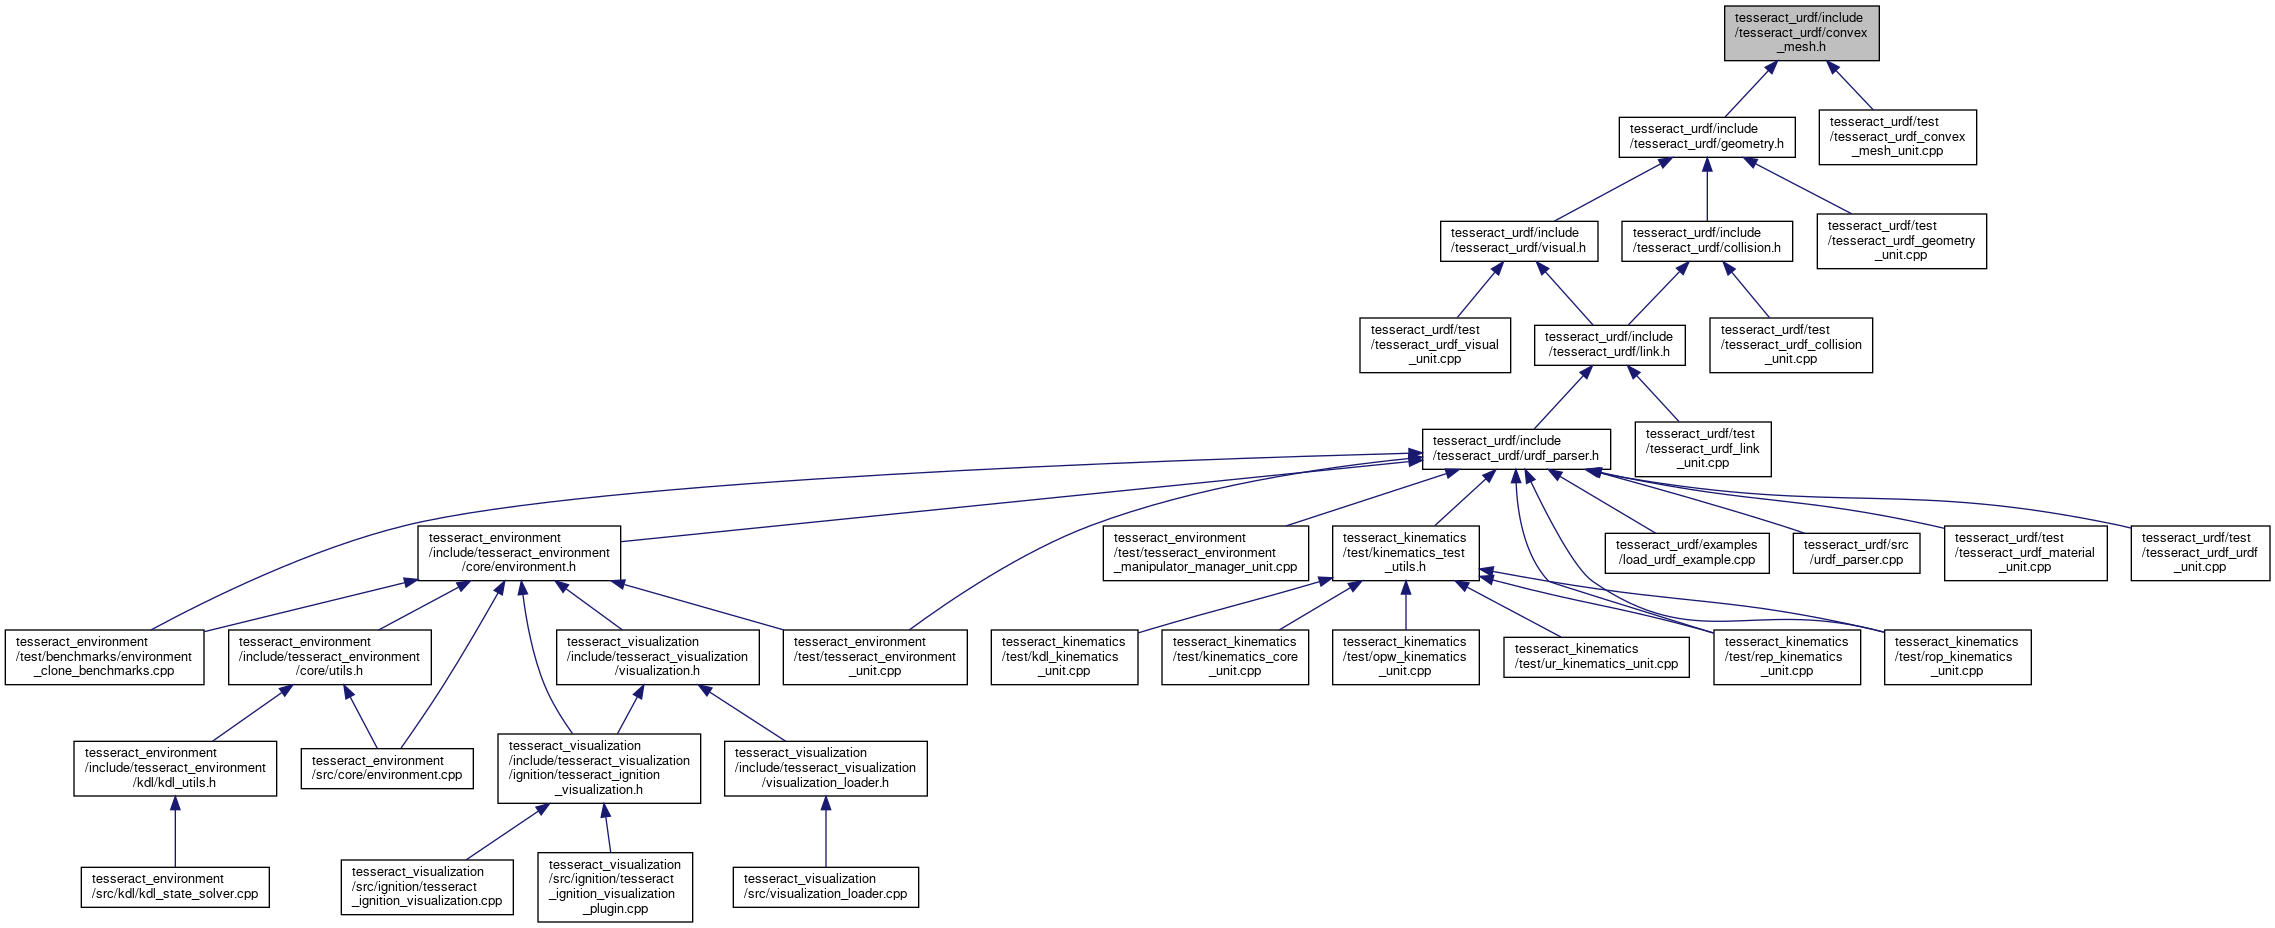 tesseract_urdf/include
/tesseract_urdf/convex
_mesh.h
tesseract_urdf/include
/tesseract_urdf/geometry.h
tesseract_urdf/test
/tesseract_urdf_convex
_mesh_unit.cpp
tesseract_urdf/include
/tesseract_urdf/visual.h
tesseract_urdf/include
/tesseract_urdf/collision.h
tesseract_urdf/test
/tesseract_urdf_geometry
_unit.cpp
tesseract_urdf/test
/tesseract_urdf_visual
_unit.cpp
tesseract_urdf/include
/tesseract_urdf/link.h
tesseract_urdf/test
/tesseract_urdf_collision
_unit.cpp
tesseract_urdf/include
/tesseract_urdf/urdf_parser.h
tesseract_urdf/test
/tesseract_urdf_link
_unit.cpp
tesseract_environment
/include/tesseract_environment
/core/environment.h
tesseract_environment
/test/tesseract_environment
_manipulator_manager_unit.cpp
tesseract_kinematics
/test/kinematics_test
_utils.h
tesseract_urdf/examples
/load_urdf_example.cpp
tesseract_urdf/src
/urdf_parser.cpp
tesseract_urdf/test
/tesseract_urdf_material
_unit.cpp
tesseract_urdf/test
/tesseract_urdf_urdf
_unit.cpp
tesseract_environment
/test/benchmarks/environment
_clone_benchmarks.cpp
tesseract_environment
/include/tesseract_environment
/core/utils.h
tesseract_visualization
/include/tesseract_visualization
/visualization.h
tesseract_environment
/test/tesseract_environment
_unit.cpp
tesseract_kinematics
/test/kdl_kinematics
_unit.cpp
tesseract_kinematics
/test/kinematics_core
_unit.cpp
tesseract_kinematics
/test/opw_kinematics
_unit.cpp
tesseract_kinematics
/test/ur_kinematics_unit.cpp
tesseract_kinematics
/test/rep_kinematics
_unit.cpp
tesseract_kinematics
/test/rop_kinematics
_unit.cpp
tesseract_environment
/include/tesseract_environment
/kdl/kdl_utils.h
tesseract_environment
/src/core/environment.cpp
tesseract_visualization
/include/tesseract_visualization
/ignition/tesseract_ignition
_visualization.h
tesseract_visualization
/include/tesseract_visualization
/visualization_loader.h
tesseract_environment
/src/kdl/kdl_state_solver.cpp
tesseract_visualization
/src/ignition/tesseract
_ignition_visualization.cpp
tesseract_visualization
/src/ignition/tesseract
_ignition_visualization
_plugin.cpp
tesseract_visualization
/src/visualization_loader.cpp